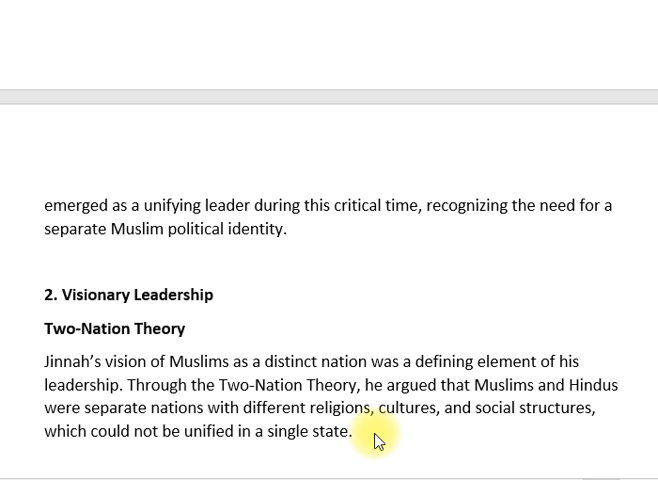 emerged as a unifying leader during this critical time, recognizing the need for a
separate Muslim political identity.
2. Visionary Leadership
Two-Nation Theory
Jinnah’s vision of Muslims as a distinct nation was a defining element of his
leadership. Through the Two-Nation Theory, he argued that Muslims and Hindus
were separate nations with different religions, cultures, and social structures,
which could not be unified in a single state.